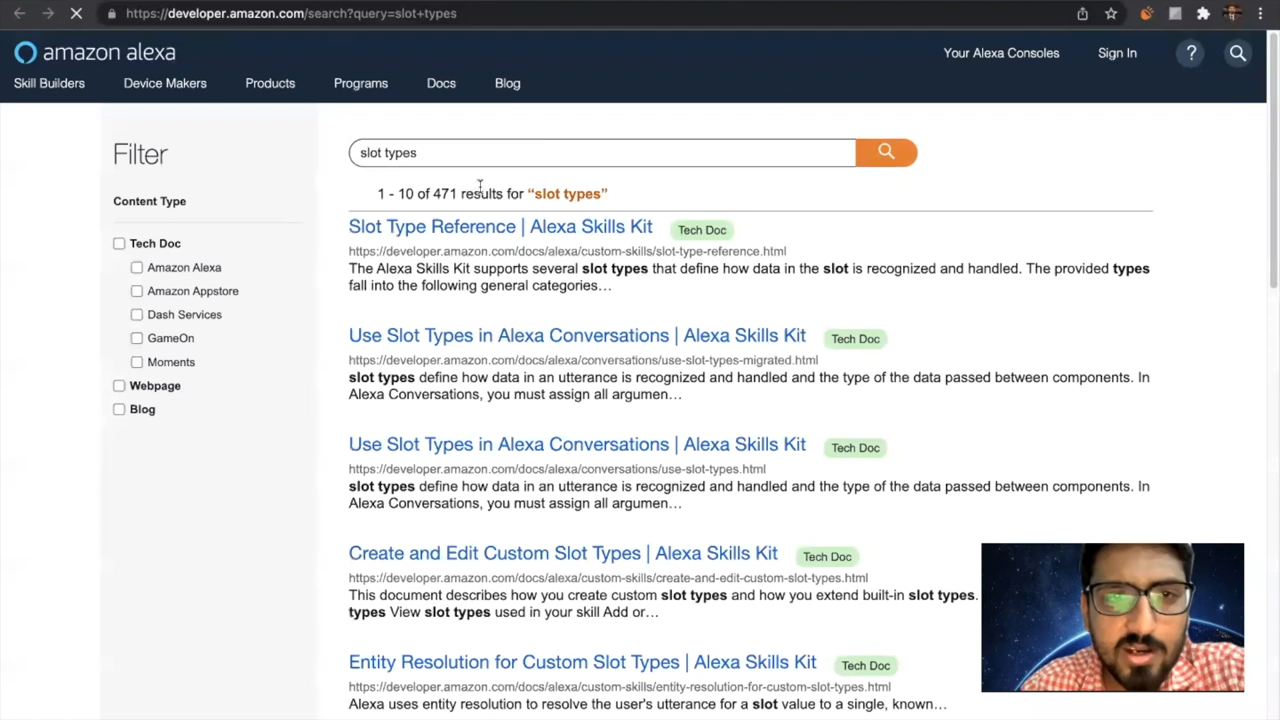 https://developer.amazon.com/search?query=slot+types
amazon alexa
Your Alexa Consoles
Sign In
?
Skill Builders
Device Makers
Products
Programs
Docs
Blog
Filter
Content Type
Tech Doc
Amazon Alexa
Amazon Appstore
Dash Services
GameOn
Moments
Webpage
Blog
slot types
1 - 10 of 471 results for “slot types”
Slot Type Reference | Alexa Skills Kit Tech Doc
https://developer.amazon.com/docs/alexa/custom-skills/slot-type-reference.html
The Alexa Skills Kit supports several slot types that define how data in the slot is recognized and handled. The provided types
fall into the following general categories…
Use Slot Types in Alexa Conversations | Alexa Skills Kit Tech Doc
https://developer.amazon.com/docs/alexa/conversations/use-slot-types-migrated.html
slot types define how data in an utterance is recognized and handled and the type of the data passed between components. In
Alexa Conversations, you must assign all argumen…
Use Slot Types in Alexa Conversations | Alexa Skills Kit Tech Doc
https://developer.amazon.com/docs/alexa/conversations/use-slot-types.html
slot types define how data in an utterance is recognized and handled and the type of the data passed between components. In
Alexa Conversations, you must assign all argumen…
Create and Edit Custom Slot Types | Alexa Skills Kit Tech Doc
https://developer.amazon.com/docs/alexa/custom-skills/create-and-edit-custom-slot-types.html
This document describes how you create custom slot types and how you extend built-in slot types.
types View slot types used in your skill Add or…
Entity Resolution for Custom Slot Types | Alexa Skills Kit Tech Doc
https://developer.amazon.com/docs/alexa/custom-skills/entity-resolution-for-custom-slot-types.html
Alexa uses entity resolution to resolve the user's utterance for a slot value to a single, known…